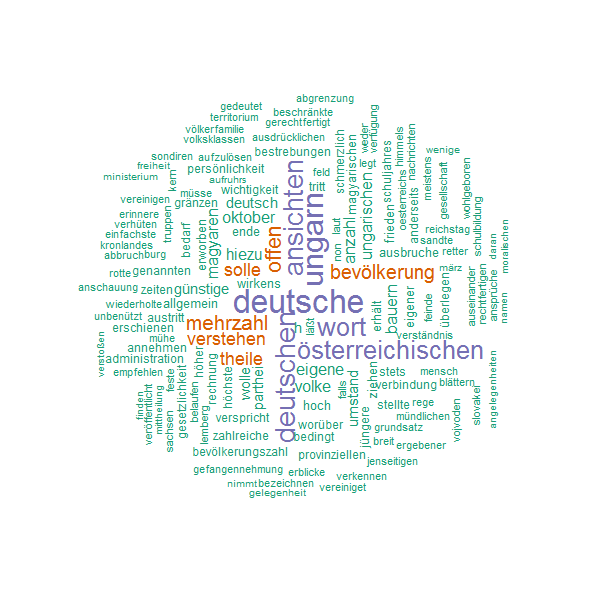 abgrenzung
gedeutet
beschränkte
territorium
gerechtfertigt
völkerfamilie
volksklassen
ausdrücklichen
bestrebungen
sondiren
aufzulösen
freiheit
persönlichkeit
ministerium
kern
aufruhrs
feld
tritt
müsse
wichtigkeit
vereinigen
gränzen
deutsch
erinnere
oktober
verhüten
truppen
einfachste
ende
kronlandes
bedarf
erworben
magyaren
abbruch
burg
hiezu
offen
ansichten
ungarn
schmerzlich
magyarischen
legt
weder
verfügung
frieden
schuljahres
oesterreichs
himmels
nachrichten
anderseits
wenige
meistens
gesellschaft
wohlgeboren
laut
non
anzahl
ungarischen
reichstag
sandte
schulbildung
ausbruche
retter
daran
moralischen
anschauung
rotte
genannten
solle
wirkens
bevölkerung
märz
auseinander
rechtfertigen
ansprüche
namen
zeiten
günstige
deutsche
bauern
eigener
feinde
überlegen
wiederholte
allgemein
unbenützt
austritt
mehrzahl
h
läßt
wort
erhält
erschienen
verstehen
deutschen
verständnis
mühe
annehmen
österreichischen
verstoßen
administration
höher
theile
empfehlen
feste
gesetzlichkeit
belaufen
rechnung
höchste
wolle
parthei
eigene
volke
falls
umstand
ziehen
stets
mensch
verbindung
blättern
finden
veröffentlicht
mittheilung
sachsen
lemberg
hoch
jüngere
stellte
rege
mündlichen
slovaken
angelegenheiten
verspricht
worüber
grundsatz
vojvoden
zahlreiche
bedingt
breit
ergebener
bevölkerungszahl
provinziellen
jenseitigen
gefangennehmung
erblicke
verkennen
nimmt
bezeichnen
vereiniget
gelegenheit